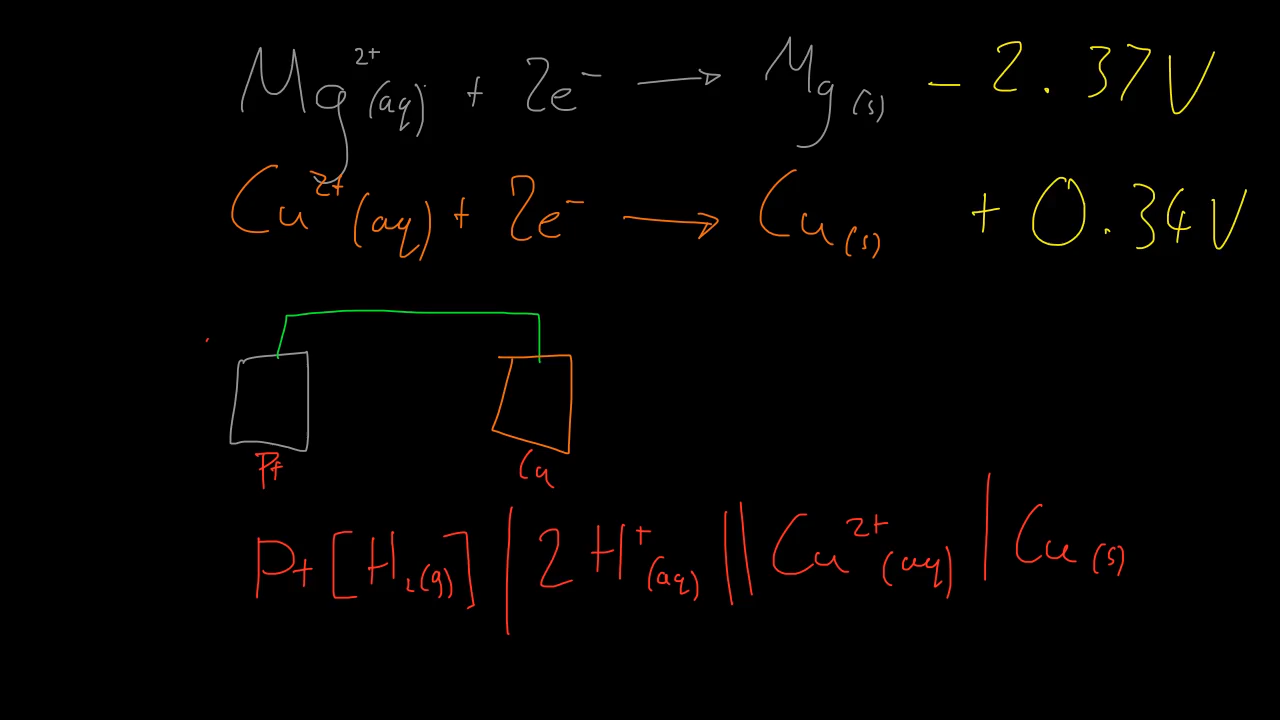 Mg²⁺(aq) + 2e⁻ → Mg(s) - 2.37V
Cu²⁺(aq) + 2e⁻ → Cu(s) + 0.34V
Pt Cu
Pt [H₂(g)] | 2H⁺(aq) || Cu²⁺(aq) | Cu(s)